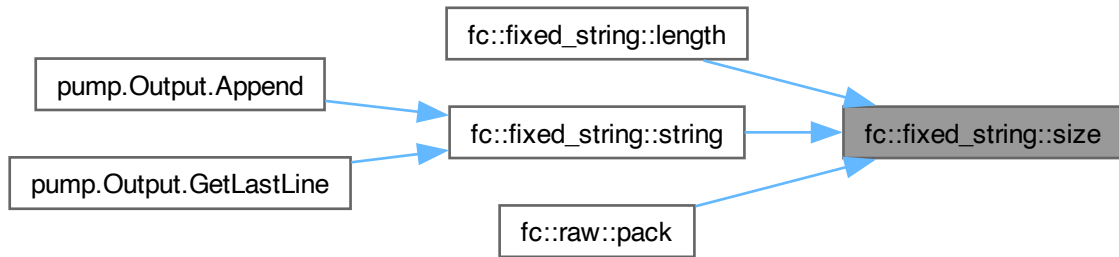 fc::fixed_string::length
pump.Output.Append
fc::fixed_string::string
fc::fixed_string::size
pump.Output.GetLastLine
fc::raw::pack